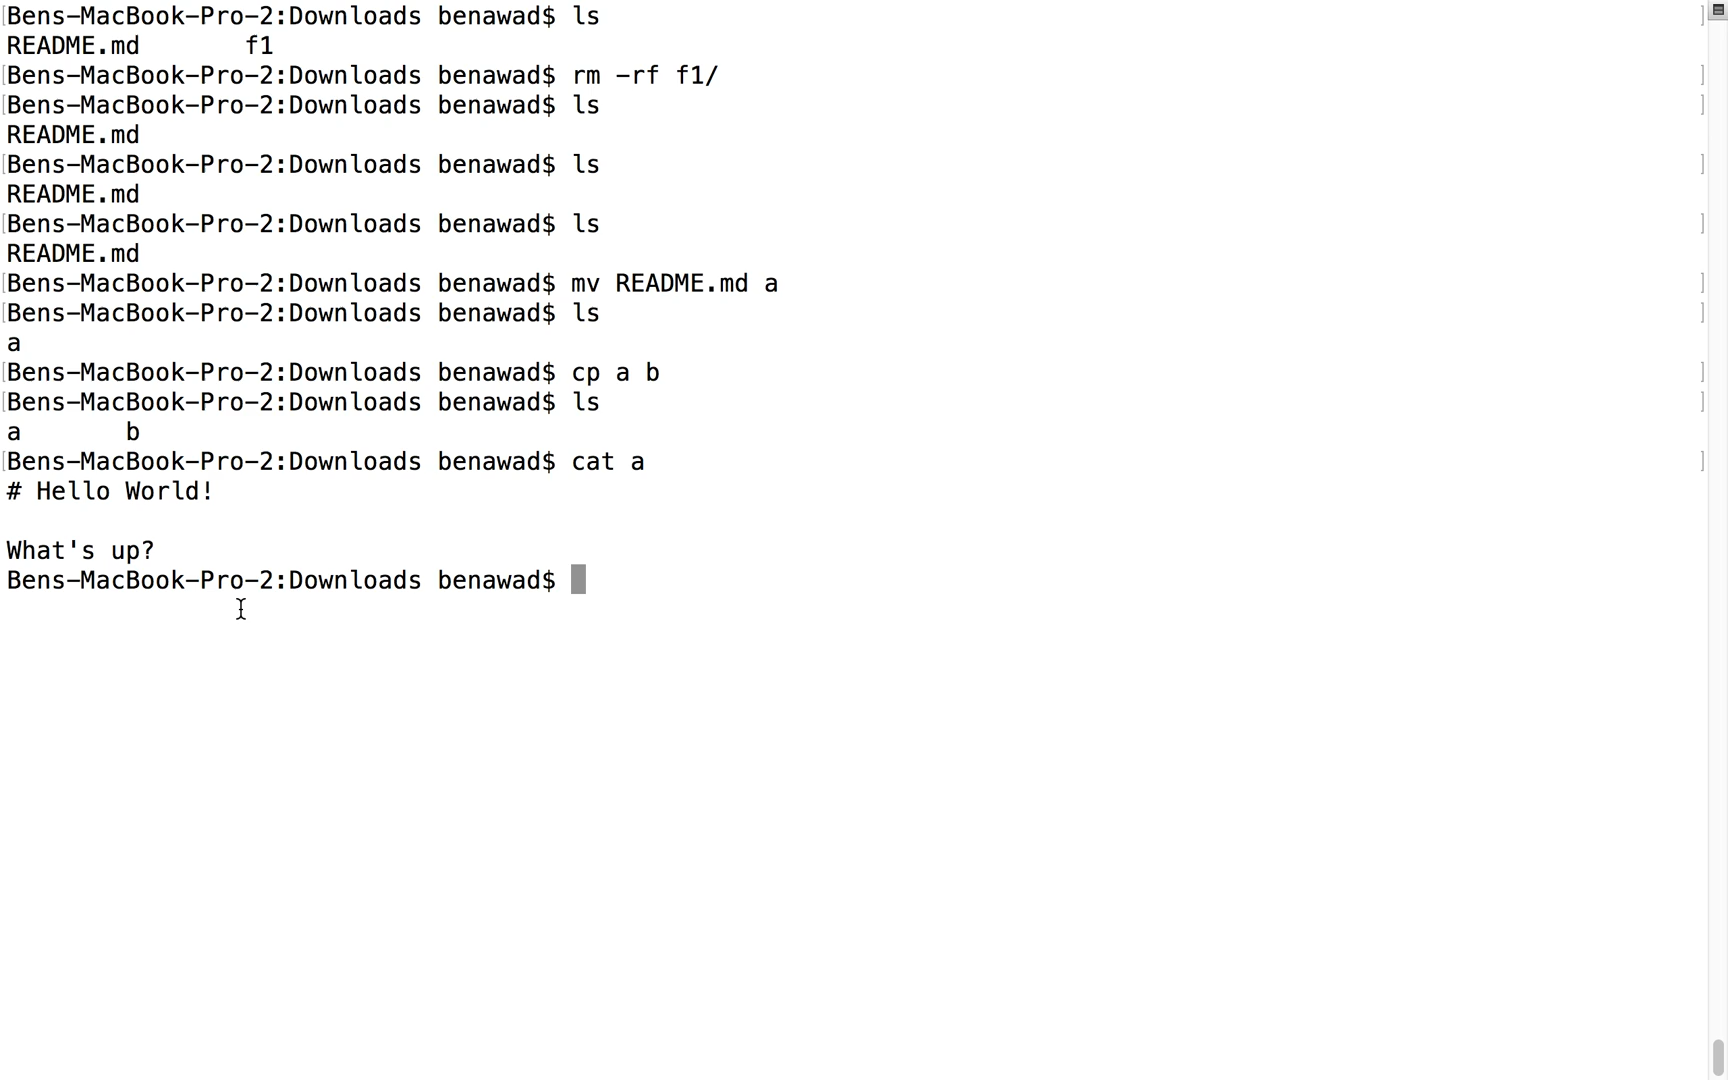 Bens-MacBook-Pro-2:Downloads benawad$ ls
README.md       f1
Bens-MacBook-Pro-2:Downloads benawad$ rm -rf f1/
Bens-MacBook-Pro-2:Downloads benawad$ ls
README.md
Bens-MacBook-Pro-2:Downloads benawad$ ls
README.md
Bens-MacBook-Pro-2:Downloads benawad$ ls
README.md
Bens-MacBook-Pro-2:Downloads benawad$ mv README.md a
Bens-MacBook-Pro-2:Downloads benawad$ ls
a
Bens-MacBook-Pro-2:Downloads benawad$ cp a b
Bens-MacBook-Pro-2:Downloads benawad$ ls
a       b
Bens-MacBook-Pro-2:Downloads benawad$ cat a
# Hello World!

What's up?
Bens-MacBook-Pro-2:Downloads benawad$